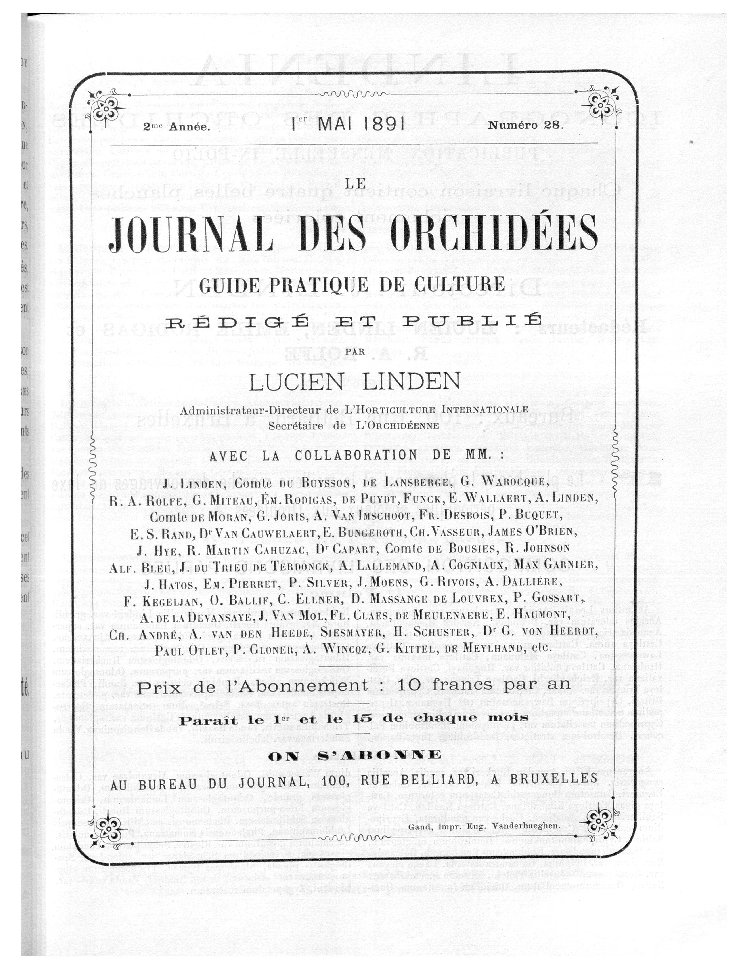 2me Année.
1er MAI 1891
Numéro 28.
LE
JOURNAL DES ORCHIDÉES
GUIDE PRATIQUE DE CULTURE
RÉDIGÉ ET PUBLIÉ
PAR
LUCIEN LINDEN
Administrateur-Directeur de L'HORTICULTURE INTERNATIONALE
Secrétaire de L'ORCHIDÉENNE
AVEC LA COLLABORATION DE MM. :
J. LINDEN, Comte DU BUYSSON, DE LANSBERGE, G. WAROCQUE,
R. A. ROLFE, G. MITEAU, ÉM. RODIGAS, DE PUYDT, FUNCK, E. WALLAERT, A. LINDEN,
Comte DE MORAN, G. JORIS, A. VAN IMSCHOOT, FR. DESBOIS, P. BUQUET,
E. S. RAND, Dr VAN CAUWELAERT, E. BUNGEROTH, CH. VASSEUR, JAMES O'BRIEN,
J. HYE, R. MARTIN CAHUZAC, Dr CAPART, COMTE DE BOUSIES, R. JOHNSON
ALF. BLEU, J. DU TRIEU DE TERDONCK, A. LALLEMAND, A. COGNIAUX, MAX GARNIER,
J. HATOS, EM. PIERRET, P. SILVER, J. MOENS, G. RIVOIS, A. DALLIÈRE,
F. KEGELJAN, O. BALLIF, C. ELLNER, D. MASSANGE DE LOUVREX, P. GOSSART,
A. DE LA DEVANSAYE, J. VAN MOL, FL. CLAES, DE MEULENAERE, E. HAUMONT,
CH. ANDRÉ, A. VAN DEN HEEDE, SIESMAYER, H. SCHUSTER, Dr G. VON HEERDT,
PAUL OTLET, P. GLONER, A. WINCQZ, G. KITTEL, DE MEYLHAND, etc.
Prix de l'Abonnement : 10 francs par an
Paraît le 1er et le 15 de chaque mois
ON S'ABONNE
AU BUREAU DU JOURNAL, 100, RUE BELLIARD, A BRUXELLES
Gand, impr. Eug. Vanderhaeghen.